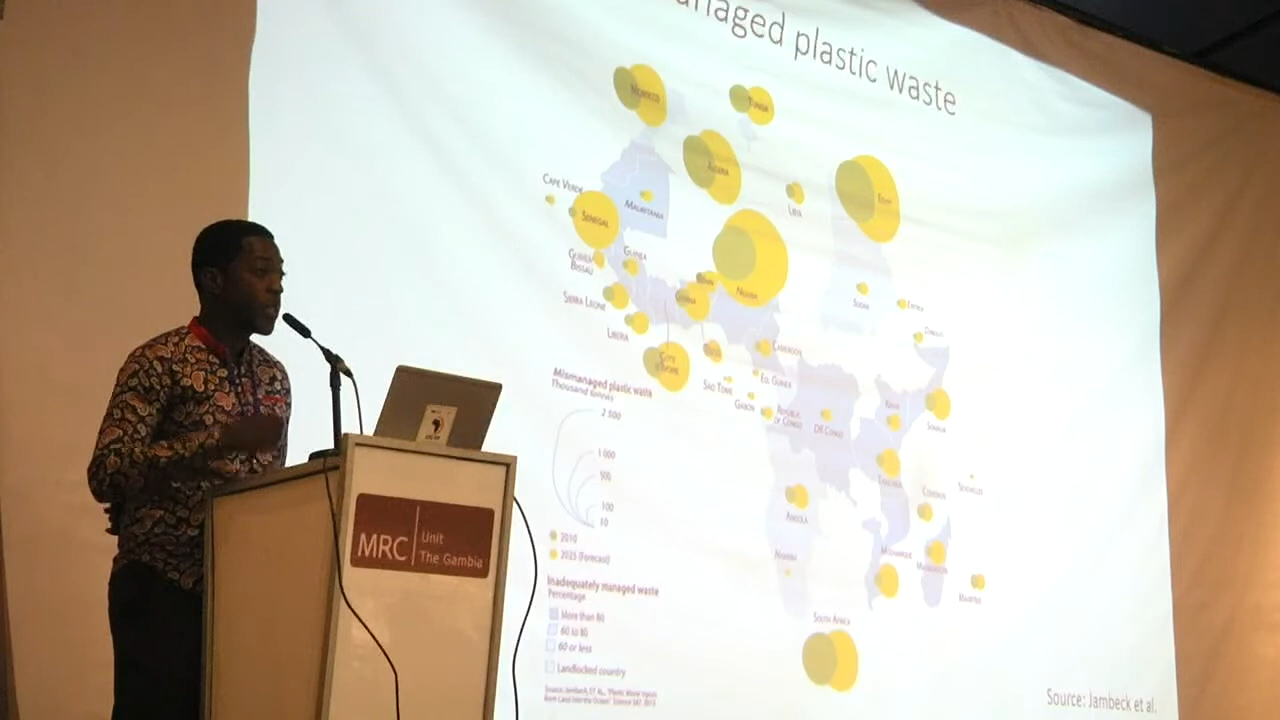 anaged plastic waste
MOROCCO
TUNISIA
ALGERIA
LIBYA
EGYPT
CAPE VERDE
MAURITANIA
SENEGAL
GUINEA
BISSAU
GUINEA
SIERRA LEONE
LIBERIA
BENIN
NIGERIA
GHANA
SUDAN
ERITREA
CAMEROON
SAO TOME
EQ. GUINEA
GABON
REPUBLIC
OF CONGO
DR CONGO
KENYA
SOMALIA
TANZANIA
SEYCHELLES
COMOROS
ANGOLA
NAMIBIA
MOZAMBIQUE
MADAGASCAR
MAURITIUS
SOUTH AFRICA
Mismanaged plastic waste
Thousand tonnes
2 500
1 000
500
100
10
2010
2025 (Forecast)
Inadequately managed waste
Percentage
More than 80
60 to 80
60 or less
Landlocked country
Source: Jambeck et al.
MRC
Unit
The Gambia